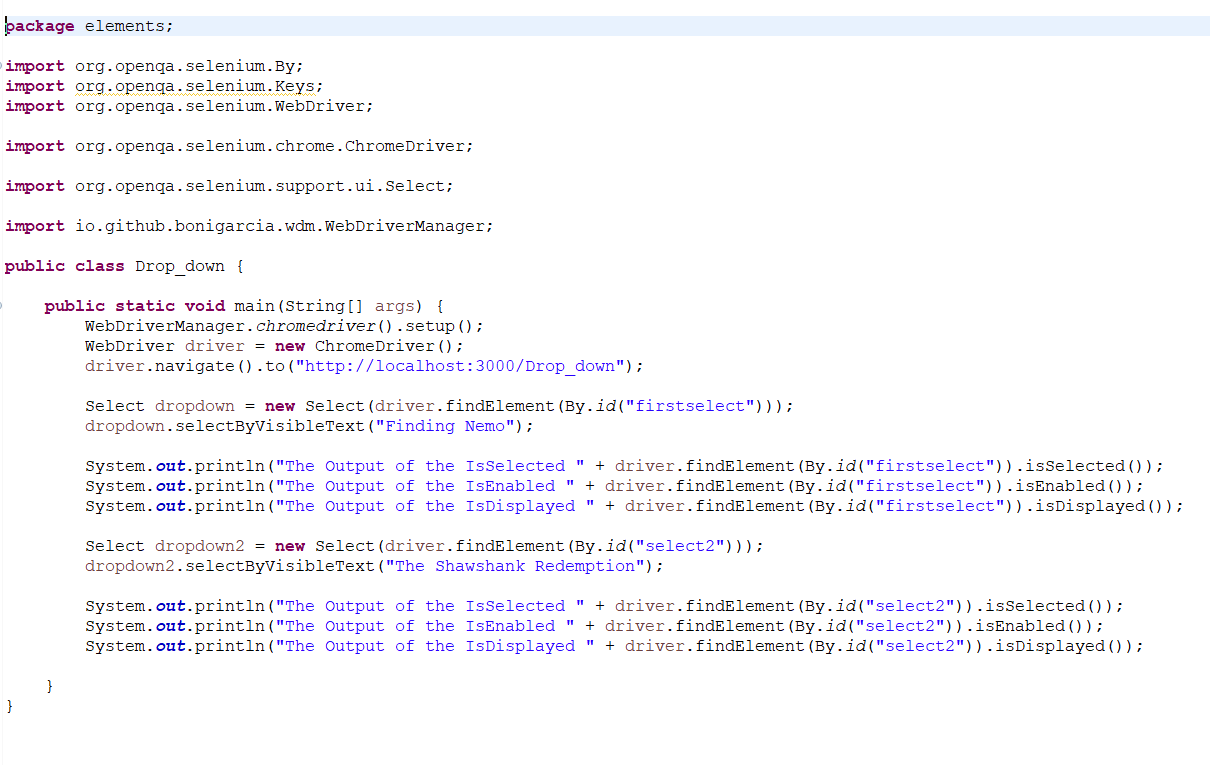 package elements;
import org.openqa.selenium.By;
import org.openqa.selenium.Keys;
import org.openqa.selenium.WebDriver;
import org.openqa.selenium.chrome.ChromeDriver;
import org.openqa.selenium.support.ui.Select;
import io.github.bonigarcia.wdm.WebDriverManager;
public class Drop_down {
    public static void main(String[] args) {
        WebDriverManager.chromedriver().setup();
        WebDriver driver = new ChromeDriver();
        driver.navigate().to("http://localhost:3000/Drop_down");
        Select dropdown = new Select(driver.findElement(By.id("firstselect")));
        dropdown.selectByVisibleText("Finding Nemo");
        System.out.println("The Output of the IsSelected " + driver.findElement(By.id("firstselect")).isSelected());
        System.out.println("The Output of the IsEnabled " + driver.findElement(By.id("firstselect")).isEnabled());
        System.out.println("The Output of the IsDisplayed " + driver.findElement(By.id("firstselect")).isDisplayed());
        Select dropdown2 = new Select(driver.findElement(By.id("select2")));
        dropdown2.selectByVisibleText("The Shawshank Redemption");
        System.out.println("The Output of the IsSelected " + driver.findElement(By.id("select2")).isSelected());
        System.out.println("The Output of the IsEnabled " + driver.findElement(By.id("select2")).isEnabled());
        System.out.println("The Output of the IsDisplayed " + driver.findElement(By.id("select2")).isDisplayed());
    }
}